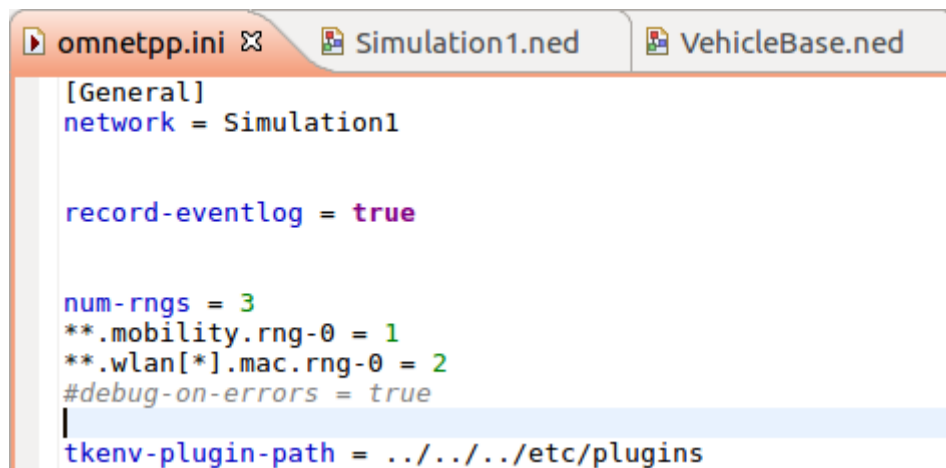 omnetpp.ini Simulation1.ned VehicleBase.ned
[General]
network = Simulation1
record-eventlog = true
num-rngs = 3
**.mobility.rng-0 = 1
**.wlan[*].mac.rng-0 = 2
#debug-on-errors = true
tkenv-plugin-path = ../../../etc/plugins